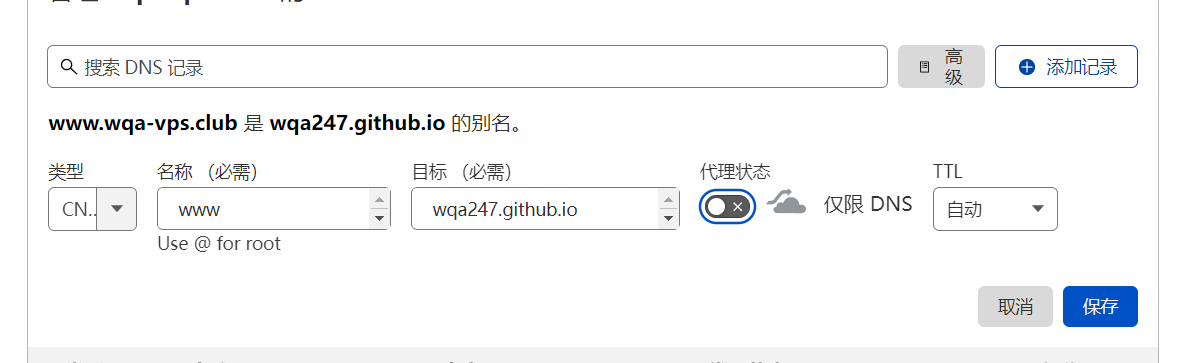 搜索 DNS 记录
高级
添加记录
www.wqa-vps.club 是 wqa247.github.io 的别名。
类型 名称 （必需） 目标 （必需） 代理状态 TTL
CN.. www wqa247.github.io 仅限 DNS 自动
Use @ for root
取消 保存